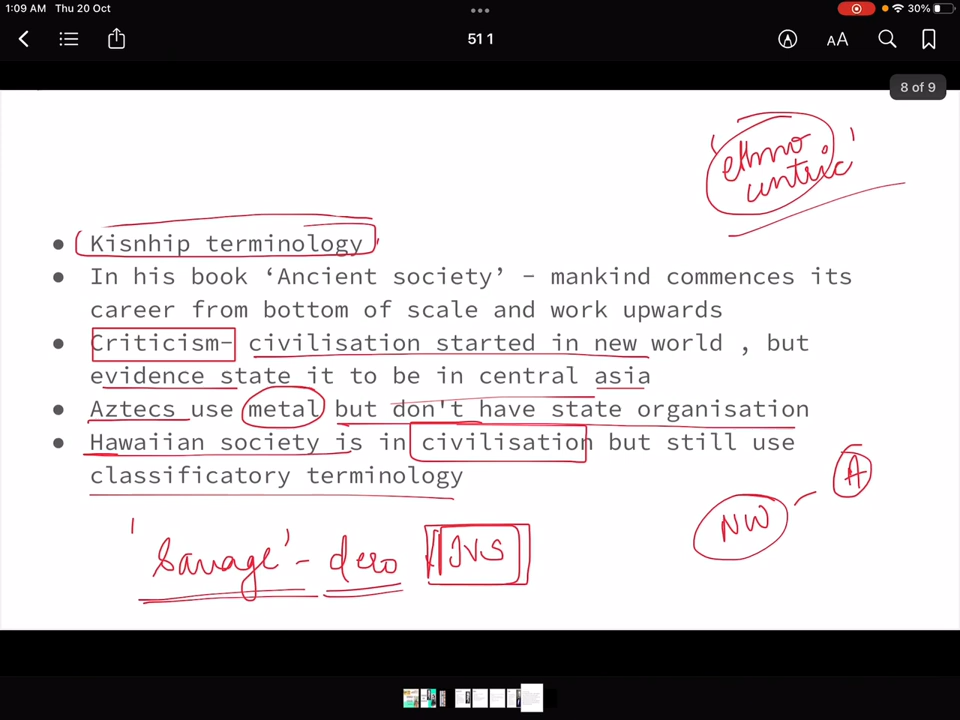 1:09 AM Thu 20 Oct
30%
51 1
AA
8 of 9
'ethno centric'
• Kisnhip terminology
• In his book ‘Ancient society’ - mankind commences its
career from bottom of scale and work upwards
• Criticism- civilisation started in new world , but
evidence state it to be in central asia
• Aztecs use metal but don't have state organisation
• Hawaiian society is in civilisation but still use
classificatory terminology
NW - A
'Savage' - dero